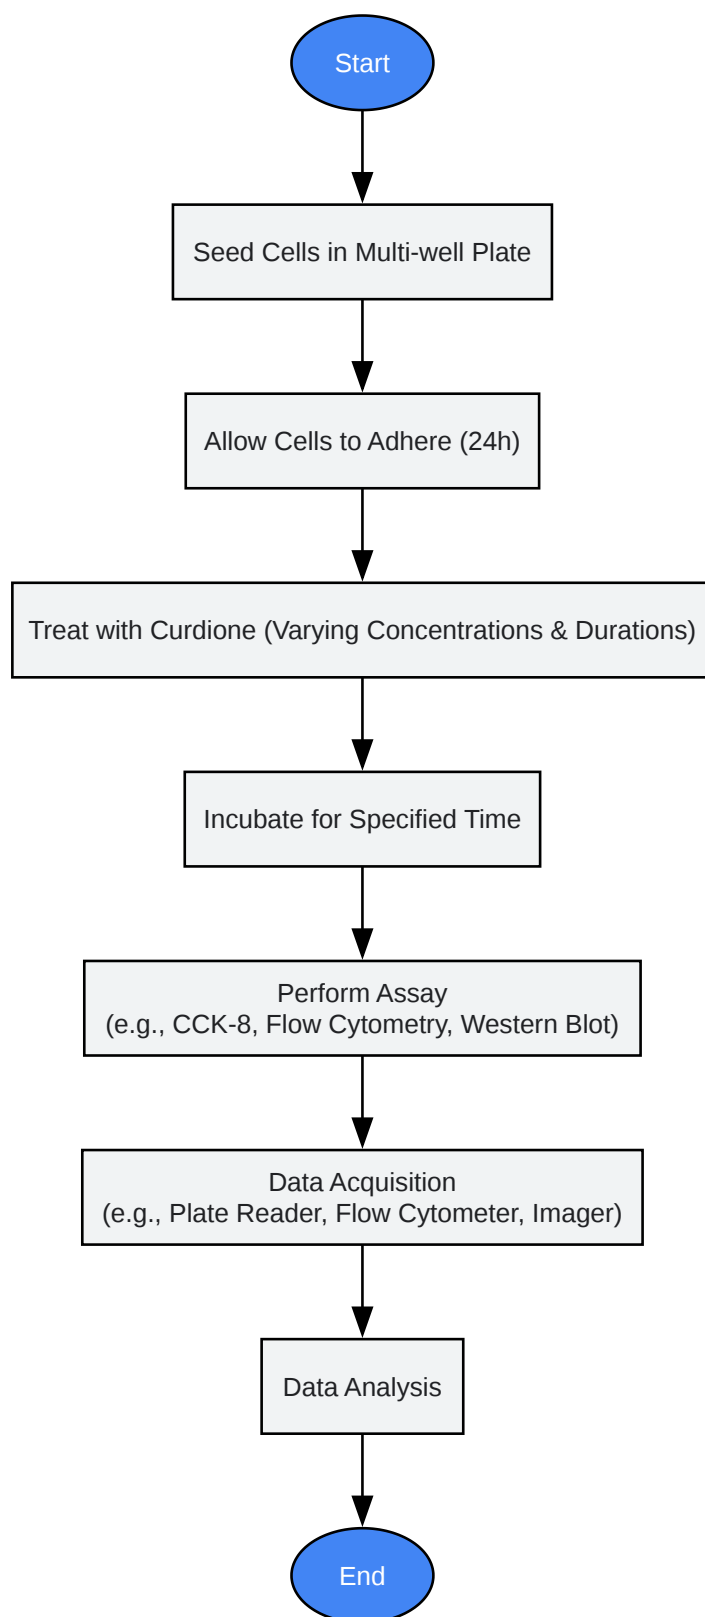 Start
Seed Cells in Multi-well Plate
Allow Cells to Adhere (24h)
Treat with Curdione (Varying Concentrations & Durations)
Incubate for Specified Time
Perform Assay
(e.g., CCK-8, Flow Cytometry, Western Blot)
Data Acquisition
(e.g., Plate Reader, Flow Cytometer, Imager)
Data Analysis
End